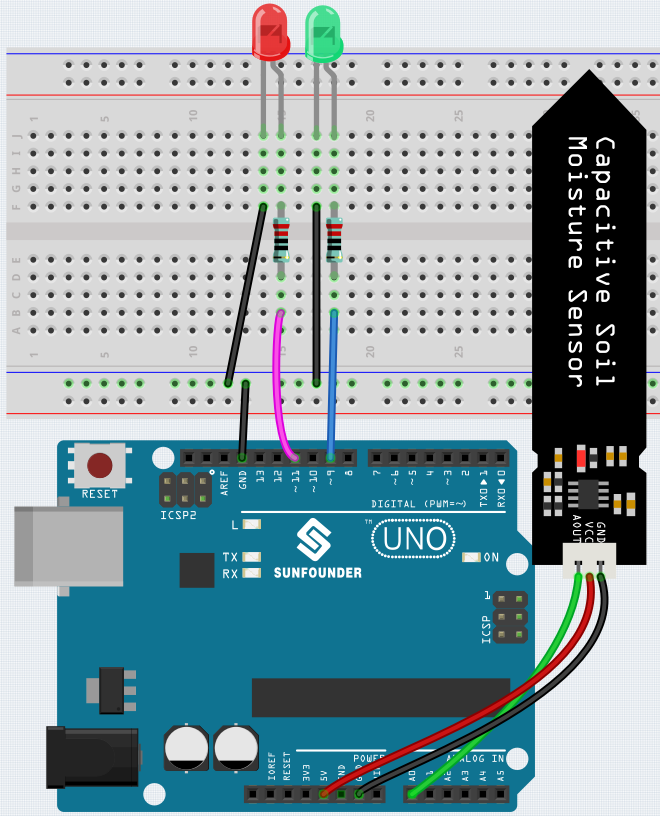 1 5 10 15 20 25
J
I
H
G
F
E
D
C
B
A
1 5 10 15 20 25
Capacitive Soil
Moisture Sensor
AOUT
VCC
GND
RESET
ICSP2
AREF
GND
13
12
~11
~10
~9
8
7
~6
~5
4
~3
2
TX0▶1
RX0◀0
DIGITAL (PWM=~)
L
TX
RX
SUNFOUNDER
™UNO
ON
1
ICSP
POWER
ANALOG IN
IOREF
RESET
3V3
5V
GND
GND
VIN
A0
A1
A2
A3
A4
A5